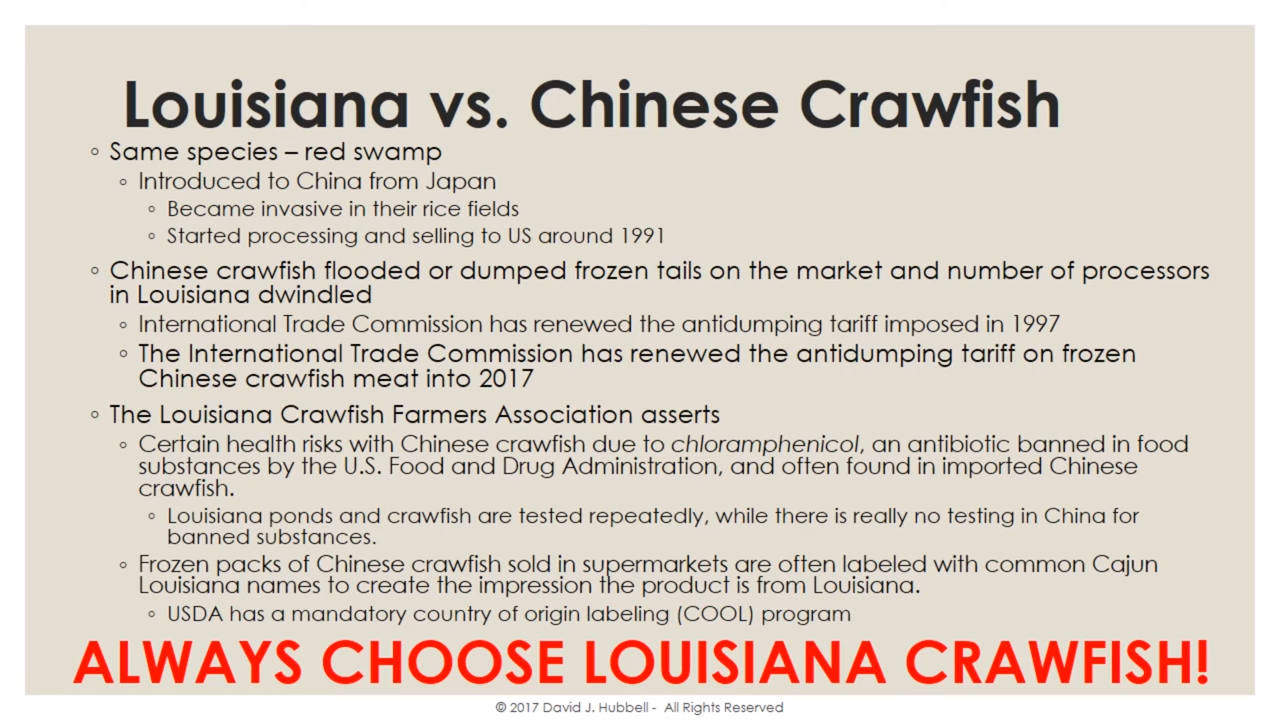 Louisiana vs. Chinese Crawfish
◦ Same species – red swamp
◦ Introduced to China from Japan
◦ Became invasive in their rice fields
◦ Started processing and selling to US around 1991
◦ Chinese crawfish flooded or dumped frozen tails on the market and number of processors
in Louisiana dwindled
◦ International Trade Commission has renewed the antidumping tariff imposed in 1997
◦ The International Trade Commission has renewed the antidumping tariff on frozen
Chinese crawfish meat into 2017
◦ The Louisiana Crawfish Farmers Association asserts
◦ Certain health risks with Chinese crawfish due to chloramphenicol, an antibiotic banned in food
substances by the U.S. Food and Drug Administration, and often found in imported Chinese
crawfish.
◦ Louisiana ponds and crawfish are tested repeatedly, while there is really no testing in China for
banned substances.
◦ Frozen packs of Chinese crawfish sold in supermarkets are often labeled with common Cajun
Louisiana names to create the impression the product is from Louisiana.
◦ USDA has a mandatory country of origin labeling (COOL) program
ALWAYS CHOOSE LOUISIANA CRAWFISH!
© 2017 David J. Hubbell - All Rights Reserved